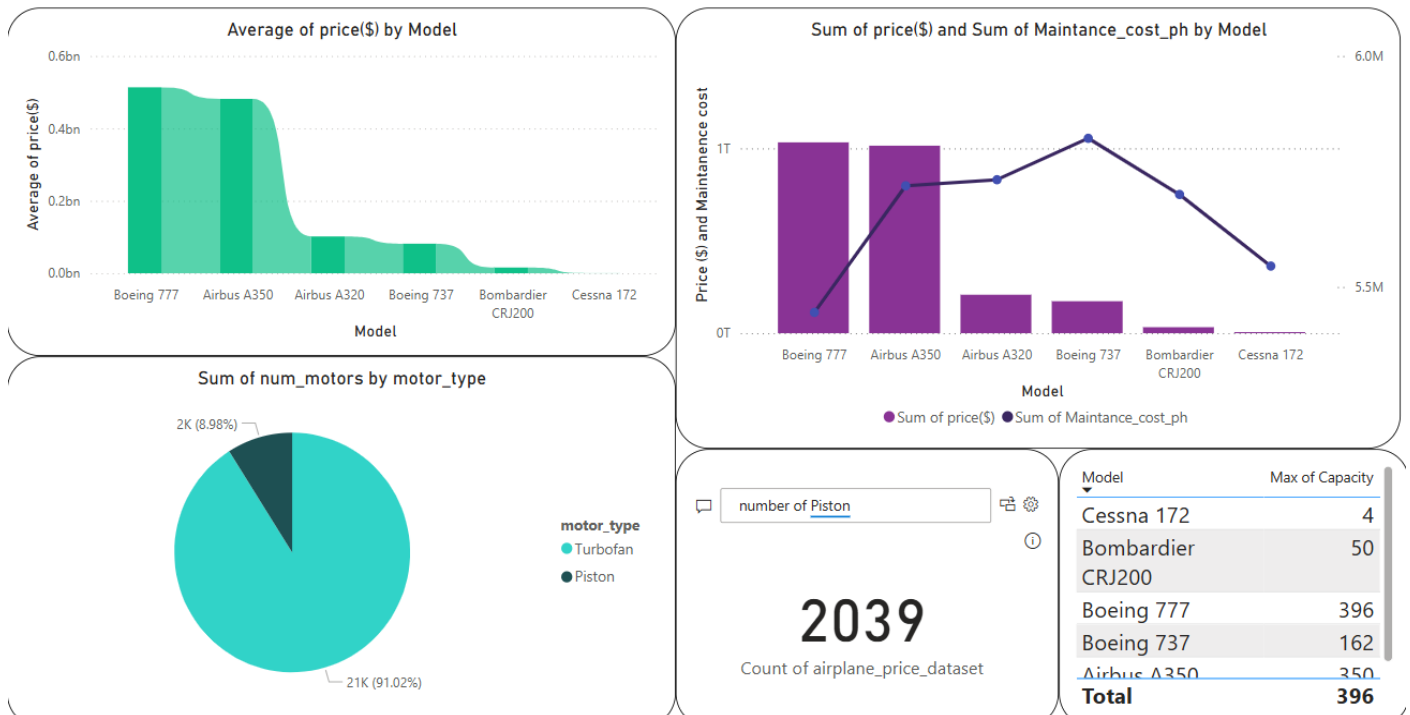 Average of price($) by Model
Average of price($)
0.6bn
0.4bn
0.2bn
0.0bn
Boeing 777
Airbus A350
Airbus A320
Boeing 737
Bombardier
CRJ200
Cessna 172
Model
Sum of price($) and Sum of Maintance_cost_ph by Model
Price ($) and Maintanence cost
1T
0T
6.0M
5.5M
Boeing 777
Airbus A350
Airbus A320
Boeing 737
Bombardier
CRJ200
Cessna 172
Model
Sum of price($)
Sum of Maintance_cost_ph
Sum of num_motors by motor_type
2K (8.98%)
21K (91.02%)
motor_type
Turbofan
Piston
number of Piston
2039
Count of airplane_price_dataset
Model Max of Capacity
Cessna 172 4
Bombardier 50
CRJ200
Boeing 777 396
Boeing 737 162
Airbus A350 350
Total 396